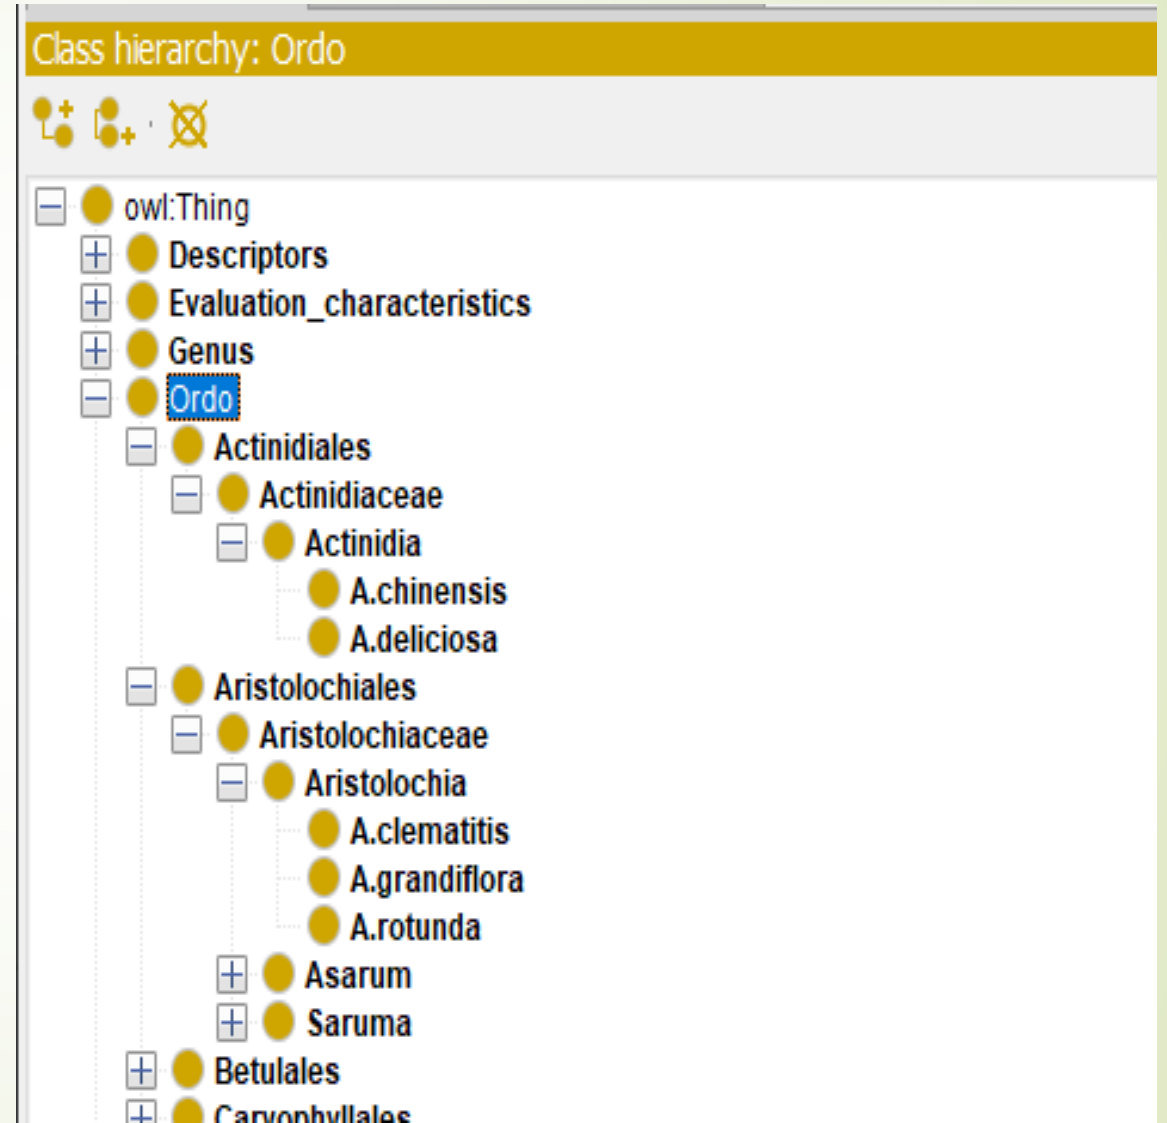 Class hierarchy: Ordo
owl:Thing
Descriptors
Evaluation_characteristics
Genus
Ordo
Actinidiales
Actinidiaceae
Actinidia
A.chinensis
A.deliciosa
Aristolochiales
Aristolochiaceae
Aristolochia
A.clematitis
A.grandiflora
A.rotunda
Asarum
Saruma
Betulales
Caryophyllales